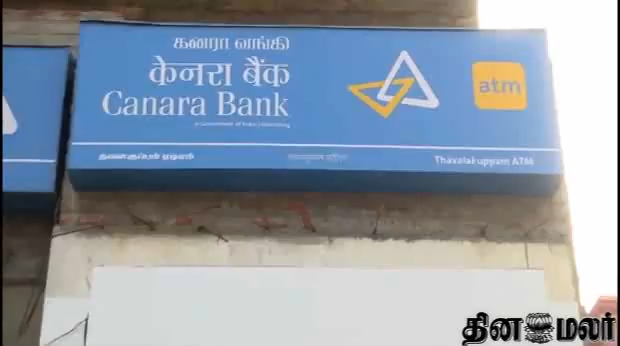 கனரா வங்கி
केनरा बैंक
Canara Bank
atm
Thavalakuppam ATM
தினமலர்